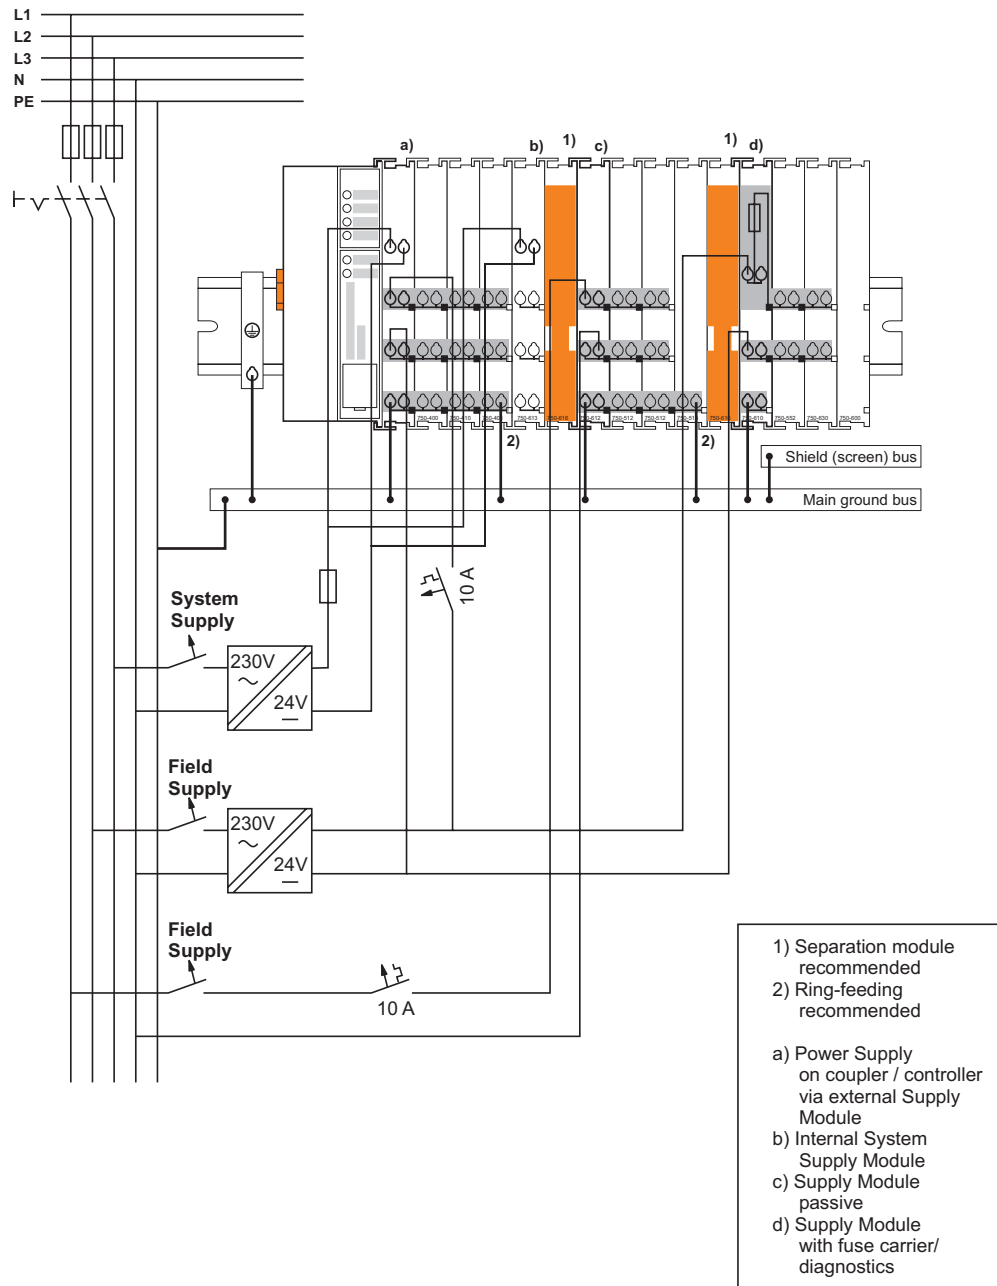 L1
L2
L3
N
PE
a)
b)
1)
c)
1)
d)
750-400
750-410
750-613
750-616
750-612
750-512
750-512
750-610
750-552
750-630
750-600
2)
2)
Shield (screen) bus
Main ground bus
10 A
System
Supply
230V
24V
Field
Supply
230V
24V
Field
Supply
10 A
1) Separation module
recommended
2) Ring-feeding
recommended
a) Power Supply
on coupler / controller
via external Supply
Module
b) Internal System
Supply Module
c) Supply Module
passive
d) Supply Module
with fuse carrier/
diagnostics